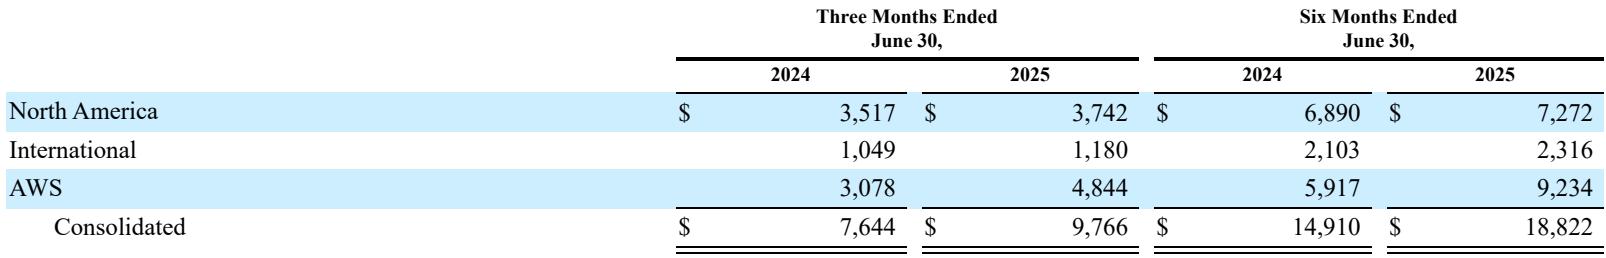 Three Months Ended Six Months Ended
June 30, June 30,
2024 2025 2024 2025
North America $ 3,517 $ 3,742 $ 6,890 $ 7,272
International 1,049 1,180 2,103 2,316
AWS 3,078 4,844 5,917 9,234
Consolidated $ 7,644 $ 9,766 $ 14,910 $ 18,822